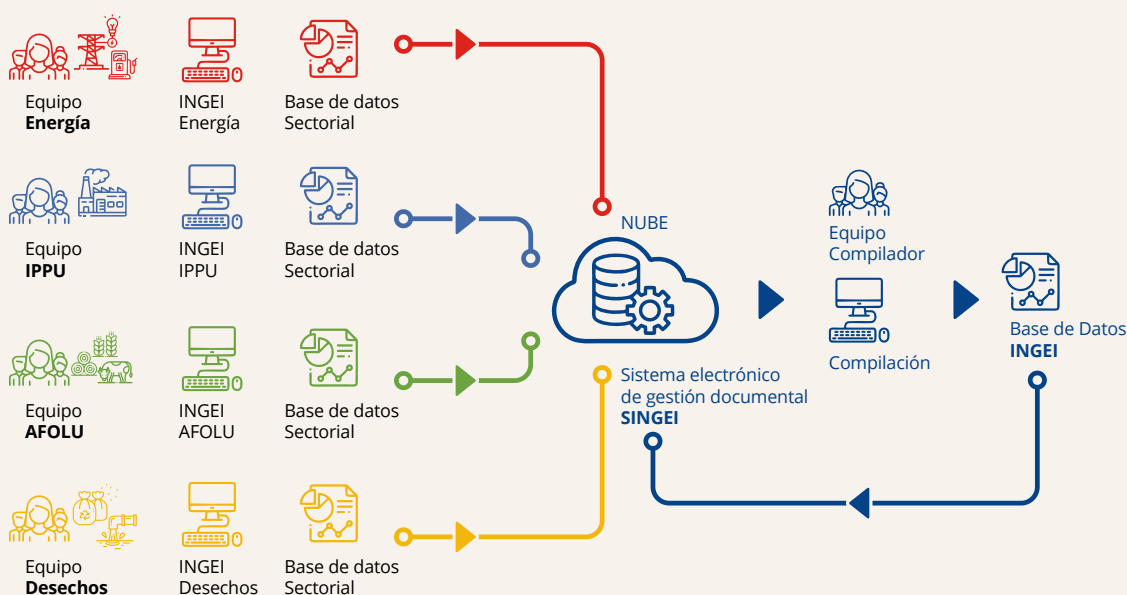 Equipo
Energía
INGEI
Energía
Base de datos
Sectorial
Equipo
IPPU
INGEI
IPPU
Base de datos
Sectorial
Equipo
AFOLU
INGEI
AFOLU
Base de datos
Sectorial
Equipo
Desechos
INGEI
Desechos
Base de datos
Sectorial
NUBE
Sistema electrónico
de gestión documental
SINGEI
Equipo
Compilador
Compilación
Base de Datos
INGEI